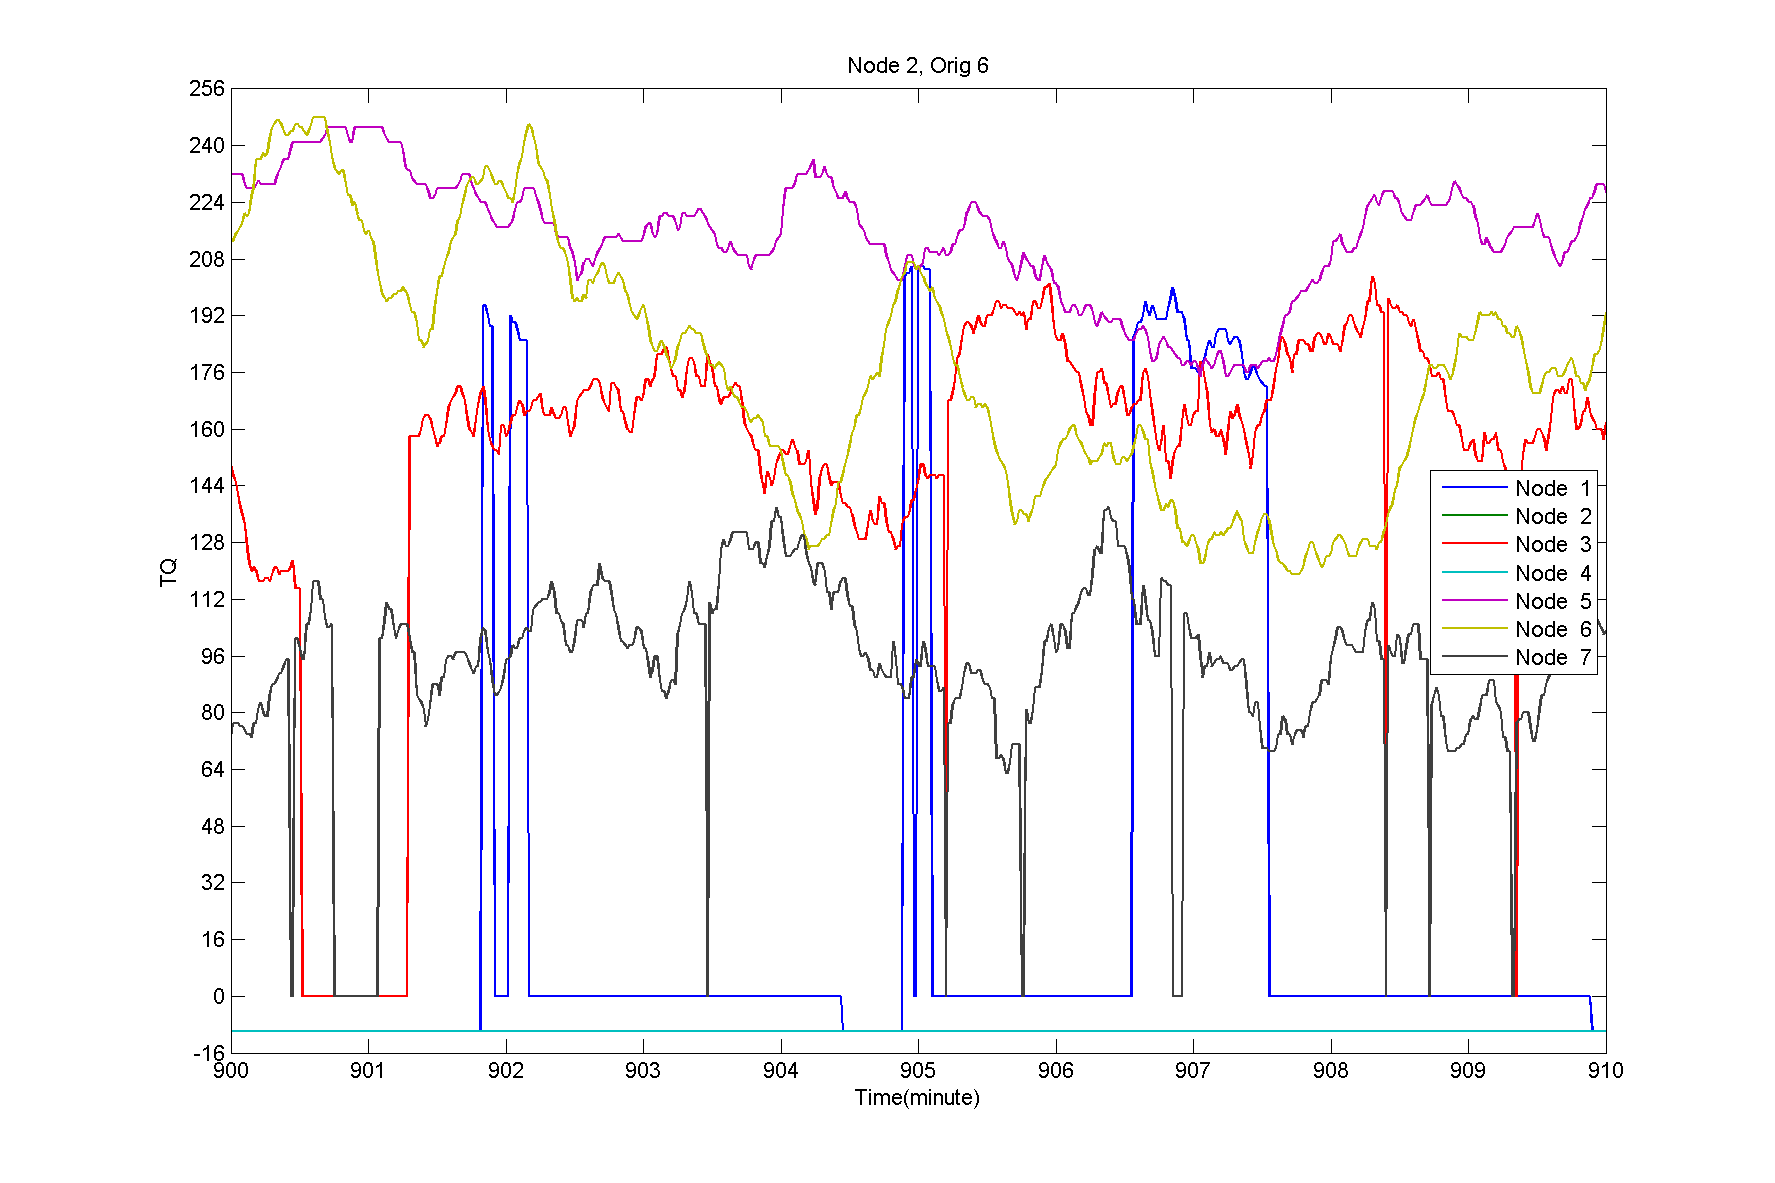 Node 2, Orig 6
256
240
224
208
192
176
160
144
128
112
96
80
64
48
32
16
0
-16
TQ
Node 1
Node 2
Node 3
Node 4
Node 5
Node 6
Node 7
900 901 902 903 904 905 906 907 908 909 910
Time(minute)